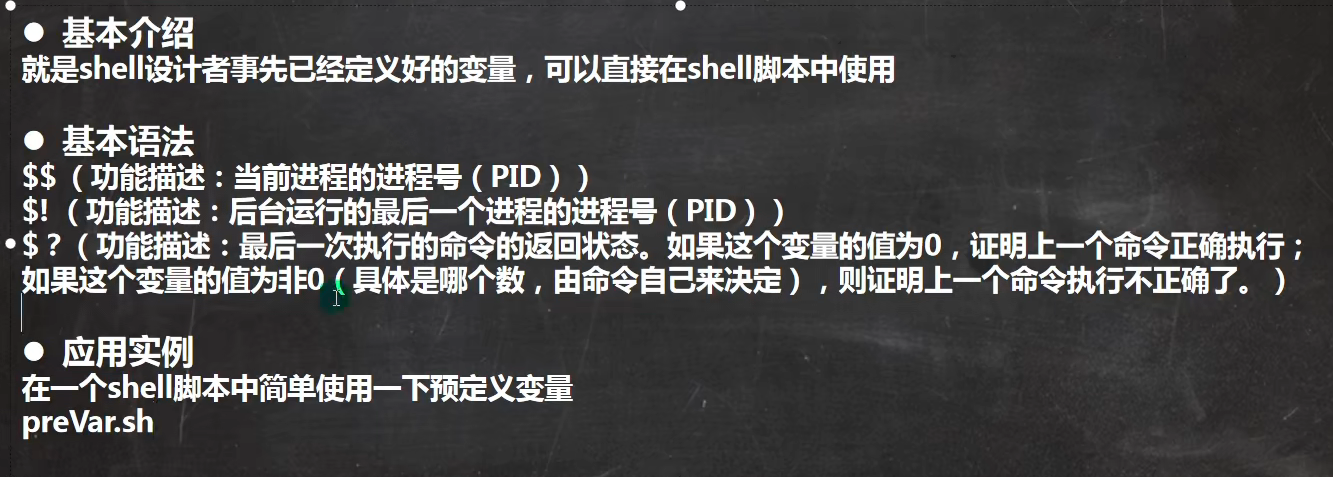 ● 基本介绍
就是shell设计者事先已经定义好的变量，可以直接在shell脚本中使用
● 基本语法
$$（功能描述：当前进程的进程号（PID））
$!（功能描述：后台运行的最后一个进程的进程号（PID））
$？（功能描述：最后一次执行的命令的返回状态。如果这个变量的值为0，证明上一个命令正确执行；
如果这个变量的值为非0（具体是哪个数，由命令自己来决定），则证明上一个命令执行不正确了。）
● 应用实例
在一个shell脚本中简单使用一下预定义变量
preVar.sh